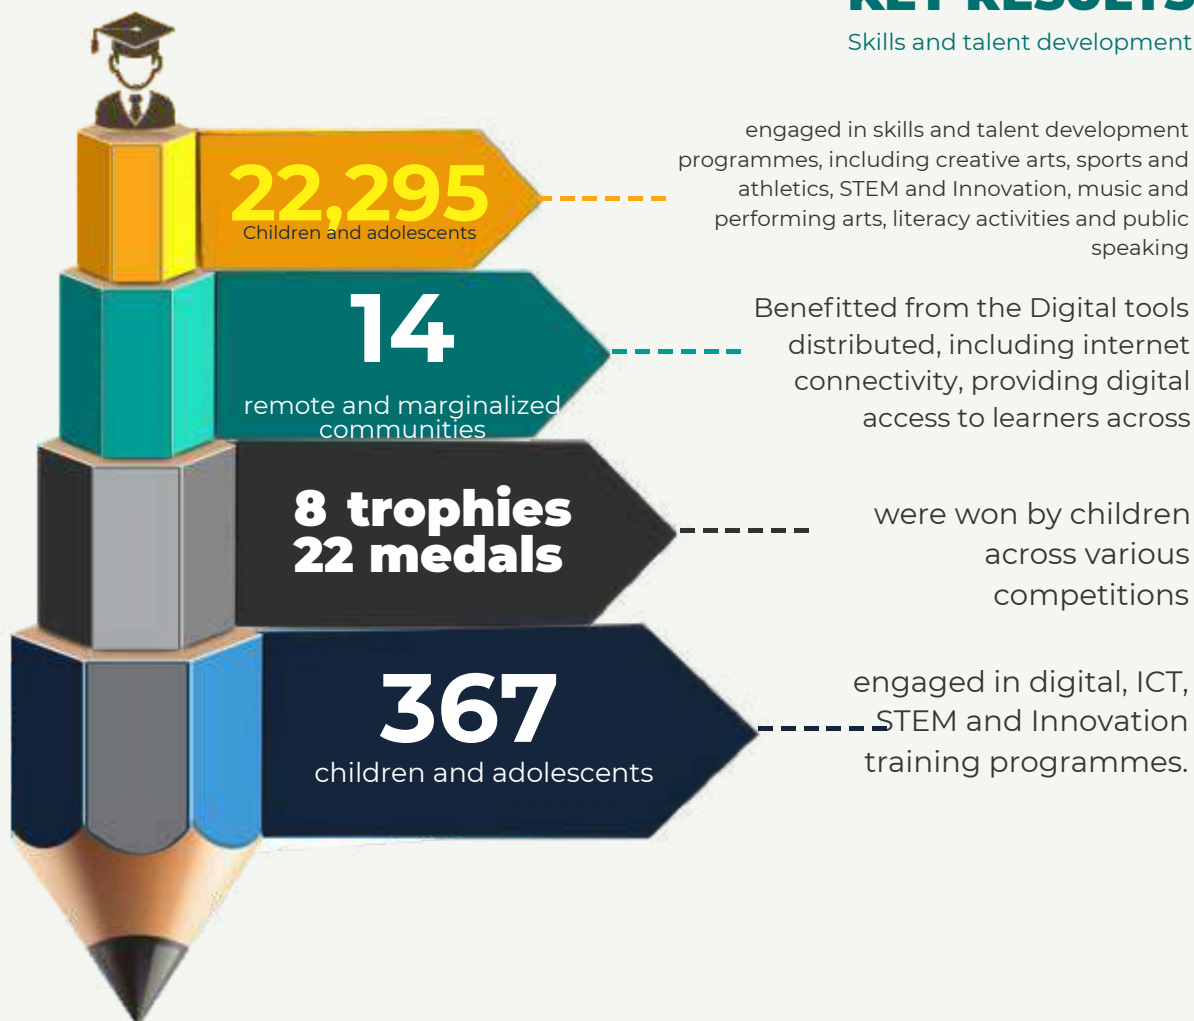 KEY RESULTS
Skills and talent development
22,295
Children and adolescents
engaged in skills and talent development
programmes, including creative arts, sports and
athletics, STEM and Innovation, music and
performing arts, literacy activities and public
speaking
14
remote and marginalized
communities
Benefitted from the Digital tools
distributed, including internet
connectivity, providing digital
access to learners across
8 trophies
22 medals
were won by children
across various
competitions
367
children and adolescents
engaged in digital, ICT,
STEM and Innovation
training programmes.